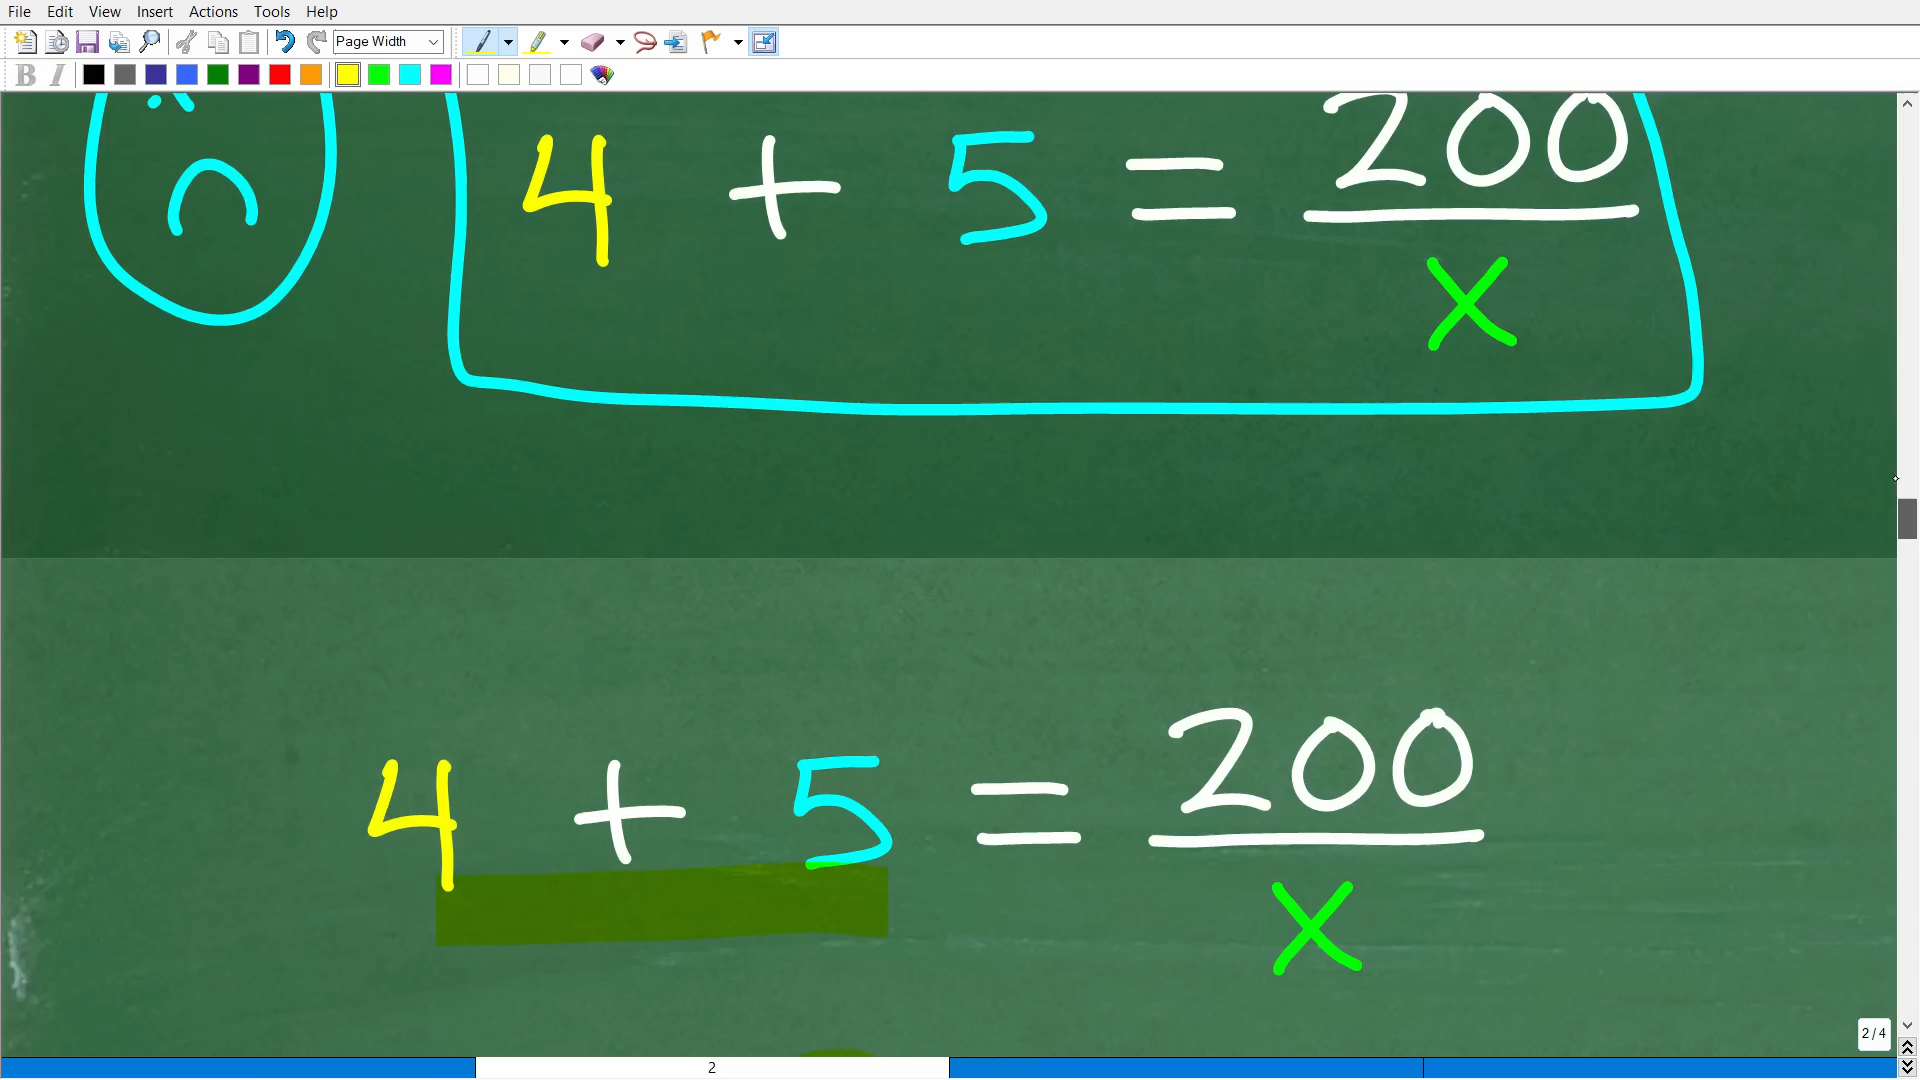 File Edit View Insert Actions Tools Help
Page Width
B I
4 + 5 = 200
x
4 + 5 = 200
x
2 / 4
2